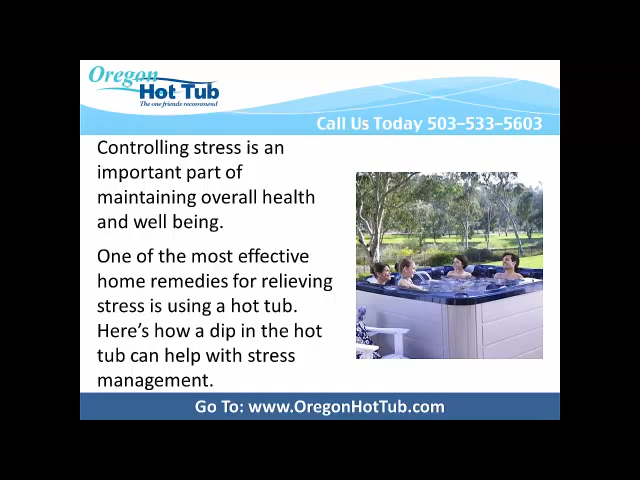 Oregon
Hot Tub
The one friends recommend
Call Us Today 503–533–5603
Controlling stress is an
important part of
maintaining overall health
and well being.
One of the most effective
home remedies for relieving
stress is using a hot tub.
Here’s how a dip in the hot
tub can help with stress
management.
Go To: www.OregonHotTub.com